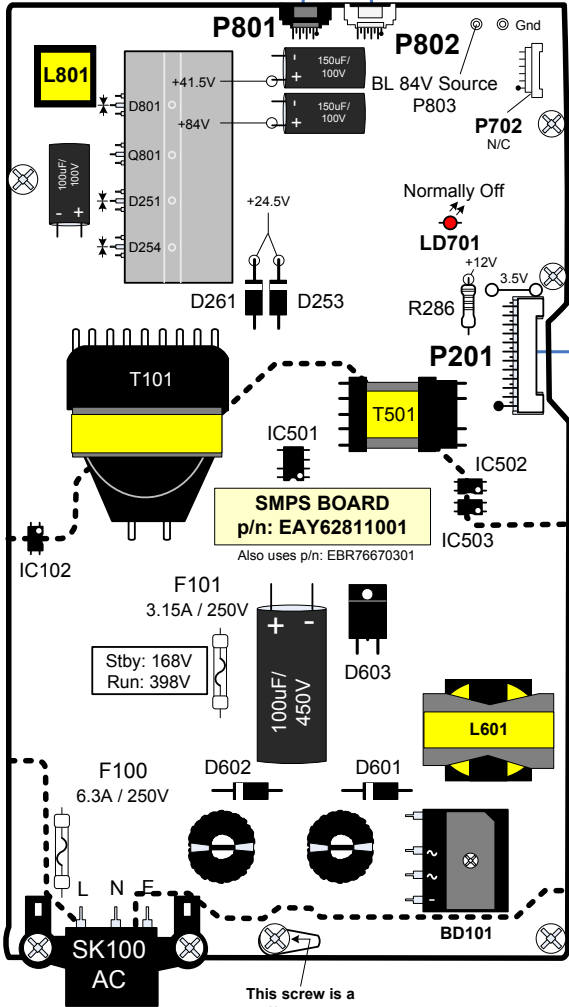 P801
P802
Gnd
L801
+41.5V
150uF/
100V
BL 84V Source
P803
D801
+84V
150uF/
100V
P702
N/C
Q801
100uF/
100V
Normally Off
D251
+24.5V
LD701
D254
+12V
3.5V
D261
D253
R286
P201
T101
T501
IC501
IC502
SMPS BOARD
p/n: EAY62811001
IC503
Also uses p/n: EBR76670301
IC102
F101
3.15A / 250V
+ -
100uF/
450V
Stby: 168V
Run: 398V
D603
L601
F100
6.3A / 250V
D602
D601
L N E
BD101
SK100
AC
This screw is a